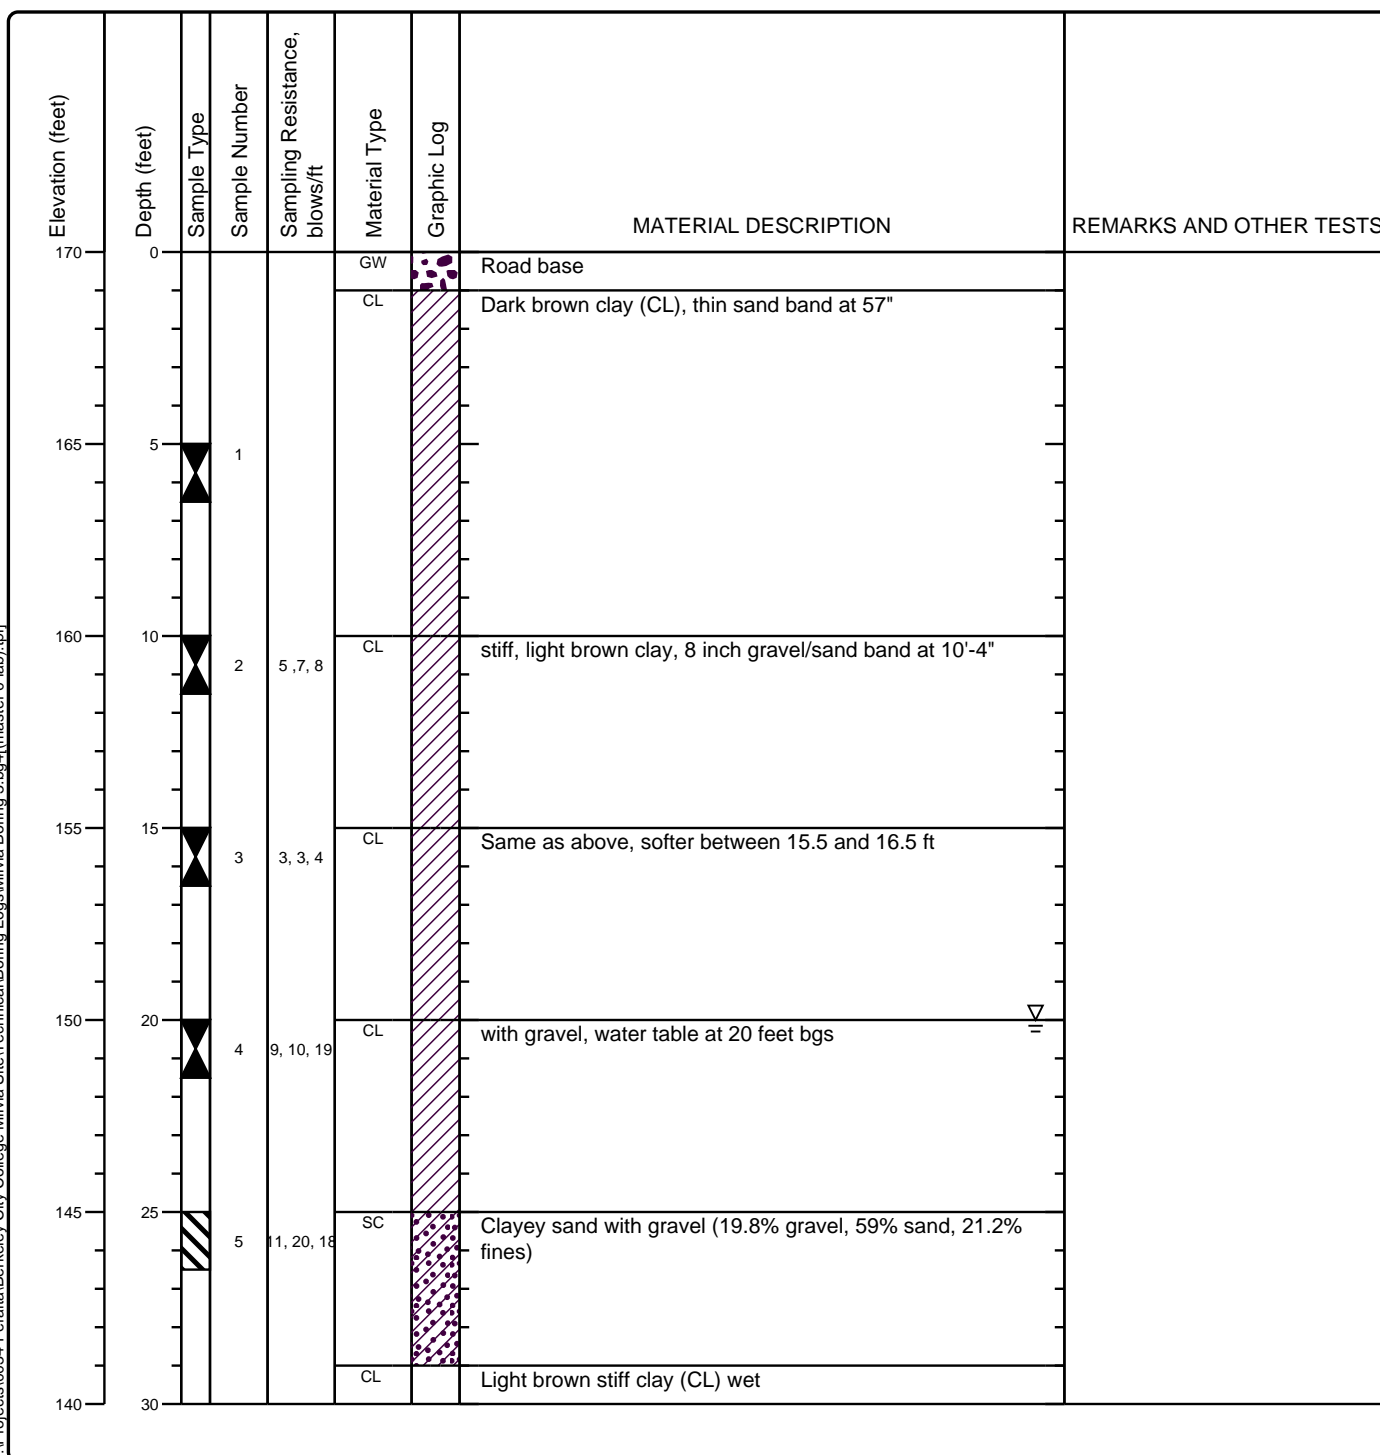 Elevation (feet)
Depth (feet)
Sample Type
Sample Number
Sampling Resistance,
blows/ft
Material Type
Graphic Log
MATERIAL DESCRIPTION
REMARKS AND OTHER TESTS
170
0
GW
Road base
CL
Dark brown clay (CL), thin sand band at 57"
165
5
1
160
10
CL
stiff, light brown clay, 8 inch gravel/sand band at 10'-4"
2
5 ,7, 8
155
15
CL
Same as above, softer between 15.5 and 16.5 ft
3
3, 3, 4
150
20
CL
with gravel, water table at 20 feet bgs
4
9, 10, 19
145
25
SC
Clayey sand with gravel (19.8% gravel, 59% sand, 21.2%
fines)
5
11, 20, 18
CL
Light brown stiff clay (CL) wet
140
30